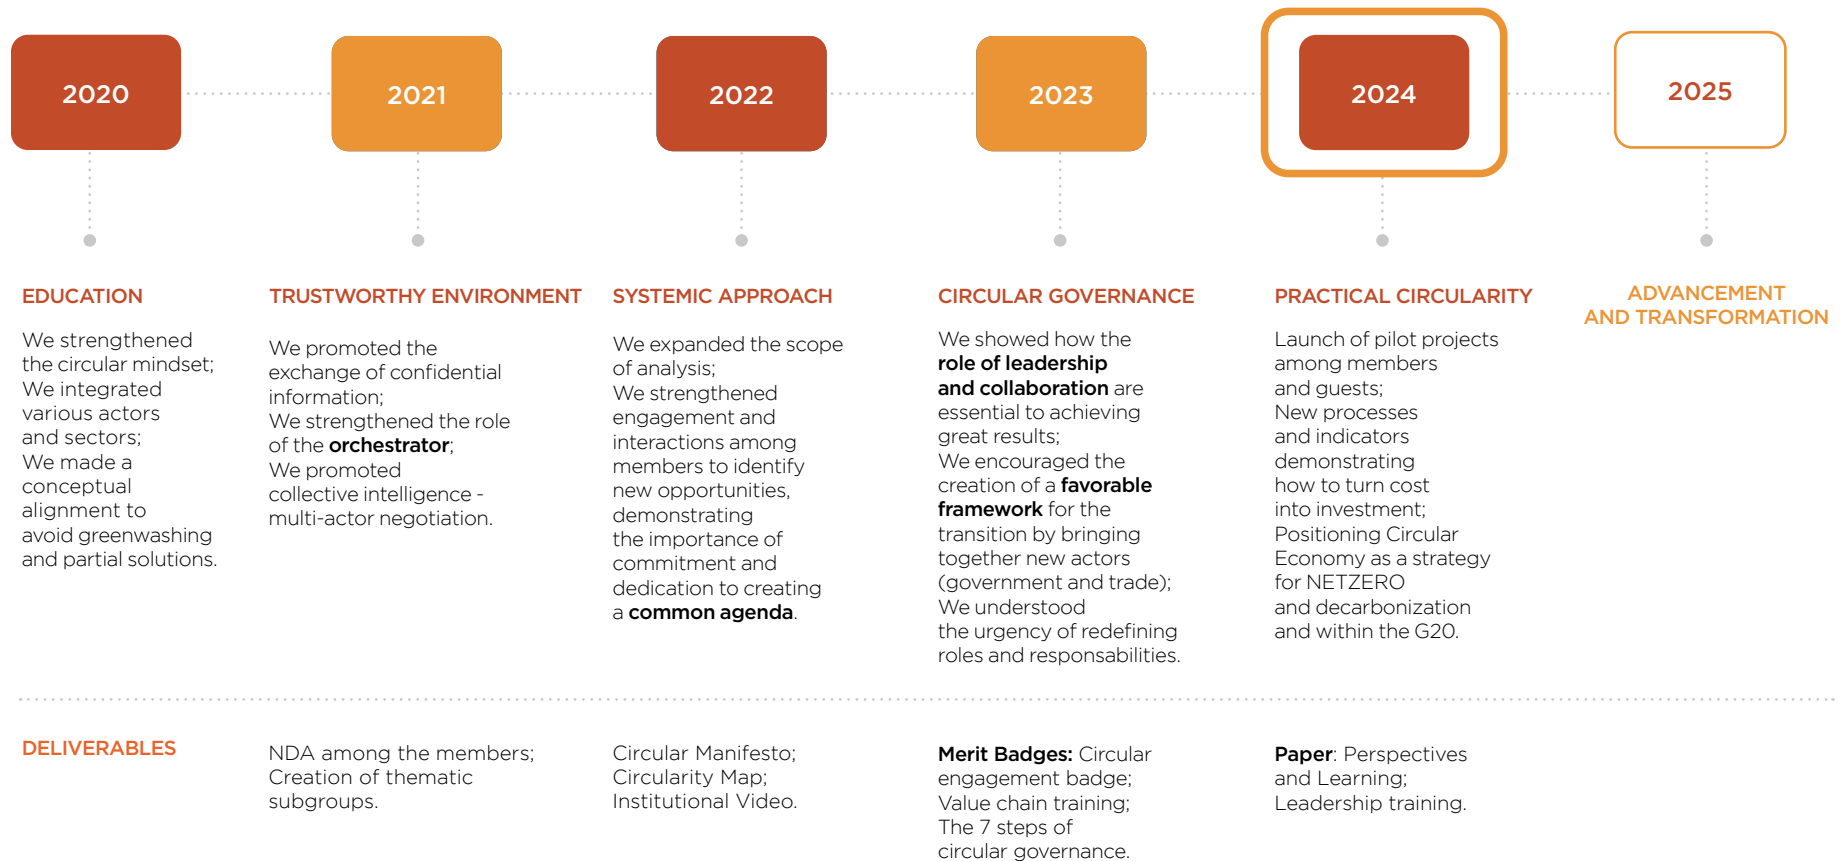 2020
2021
2022
2023
2024
2025
EDUCATION
We strengthened
the circular mindset;
We integrated
various actors
and sectors;
We made a
conceptual
alignment to
avoid greenwashing
and partial solutions.
TRUSTWORTHY ENVIRONMENT
We promoted the
exchange of confidential
information;
We strengthened the role
of the orchestrator;
We promoted
collective intelligence -
multi-actor negotiation.
SYSTEMIC APPROACH
We expanded the scope
of analysis;
We strengthened
engagement and
interactions among
members to identify
new opportunities,
demonstrating
the importance of
commitment and
dedication to creating
a common agenda.
CIRCULAR GOVERNANCE
We showed how the
role of leadership
and collaboration are
essential to achieving
great results;
We encouraged the
creation of a favorable
framework for the
transition by bringing
together new actors
(government and trade);
We understood
the urgency of redefining
roles and responsabilities.
PRACTICAL CIRCULARITY
Launch of pilot projects
among members
and guests;
New processes
and indicators
demonstrating
how to turn cost
into investment;
Positioning Circular
Economy as a strategy
for NETZERO
and decarbonization
and within the G20.
ADVANCEMENT
AND TRANSFORMATION
DELIVERABLES
NDA among the members;
Creation of thematic
subgroups.
Circular Manifesto;
Circularity Map;
Institutional Video.
Merit Badges: Circular
engagement badge;
Value chain training;
The 7 steps of
circular governance.
Paper: Perspectives
and Learning;
Leadership training.